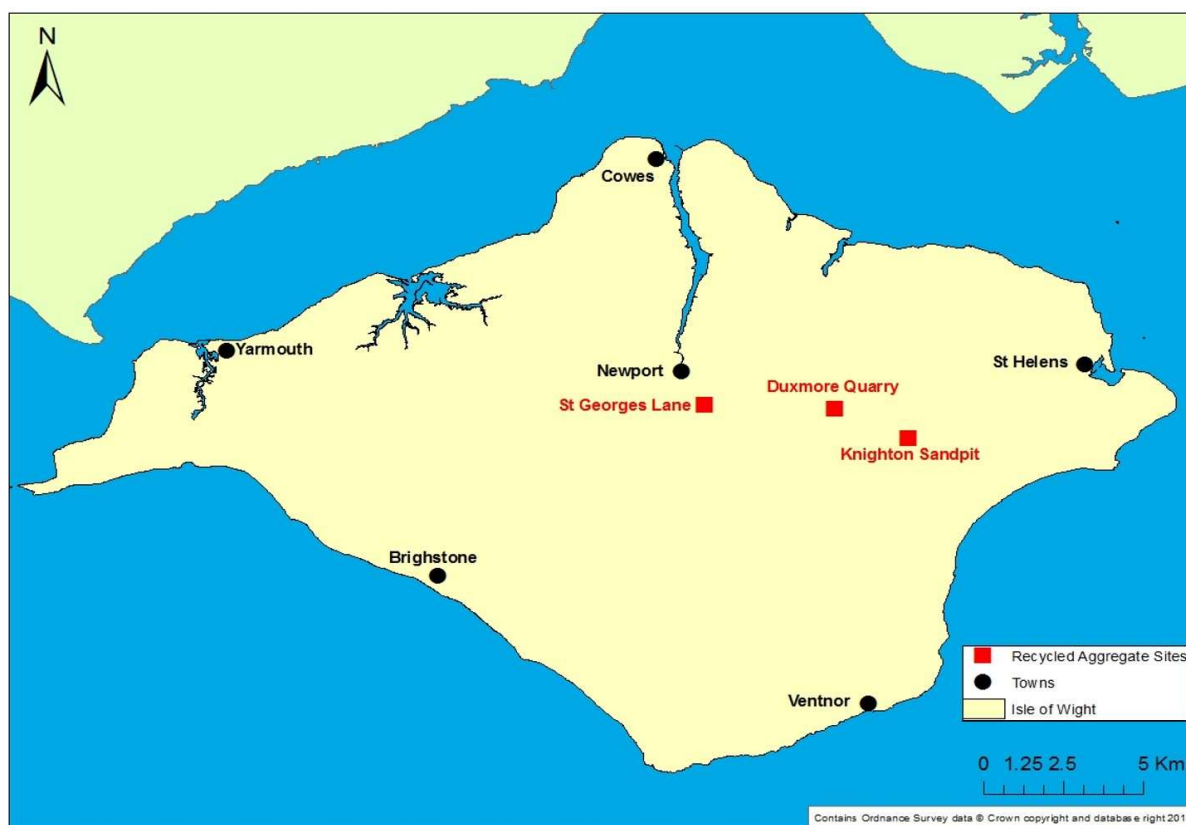 N
Cowes
Yarmouth
Newport
St Helens
Duxmore Quarry
St Georges Lane
Knighton Sandpit
Brighstone
Ventnor
Recycled Aggregate Sites
Towns
Isle of Wight
0 1.25 2.5 5 Km
Contains Ordnance Survey data © Crown copyright and database right 201